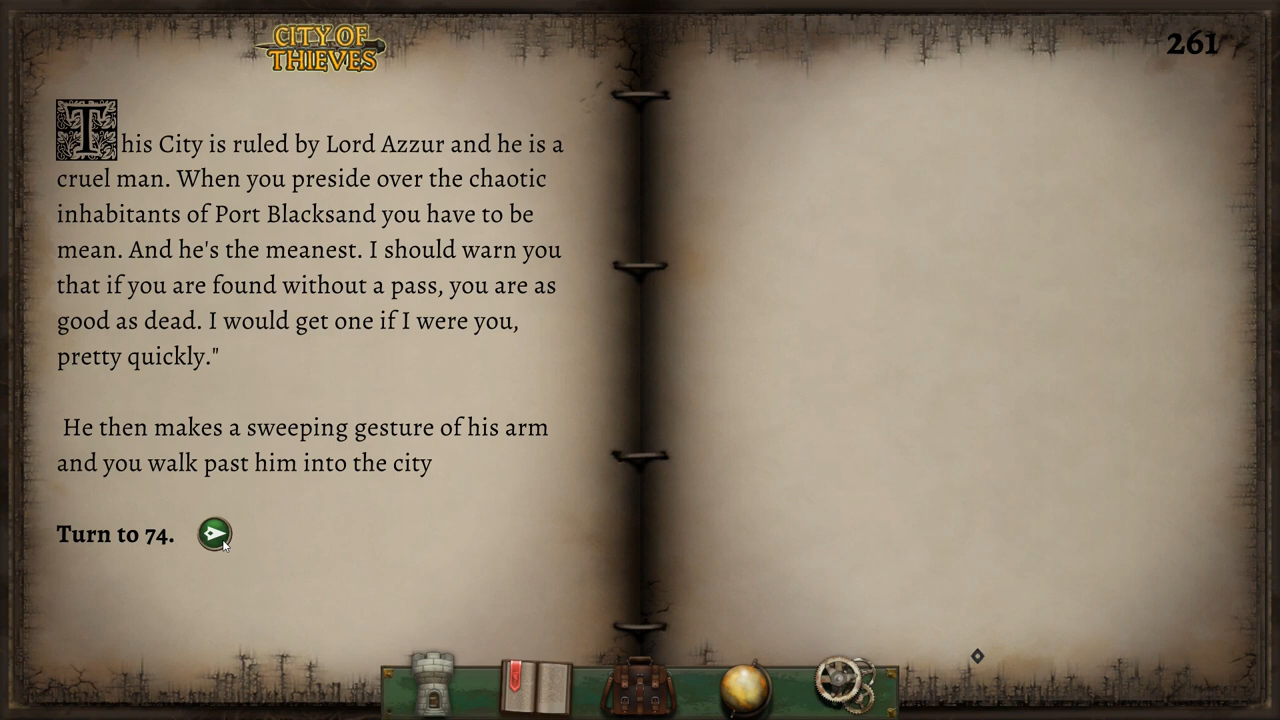 CITY OF
THIEVES
261
This City is ruled by Lord Azzur and he is a
cruel man. When you preside over the chaotic
inhabitants of Port Blacksand you have to be
mean. And he's the meanest. I should warn you
that if you are found without a pass, you are as
good as dead. I would get one if I were you,
pretty quickly."
He then makes a sweeping gesture of his arm
and you walk past him into the city
Turn to 74.